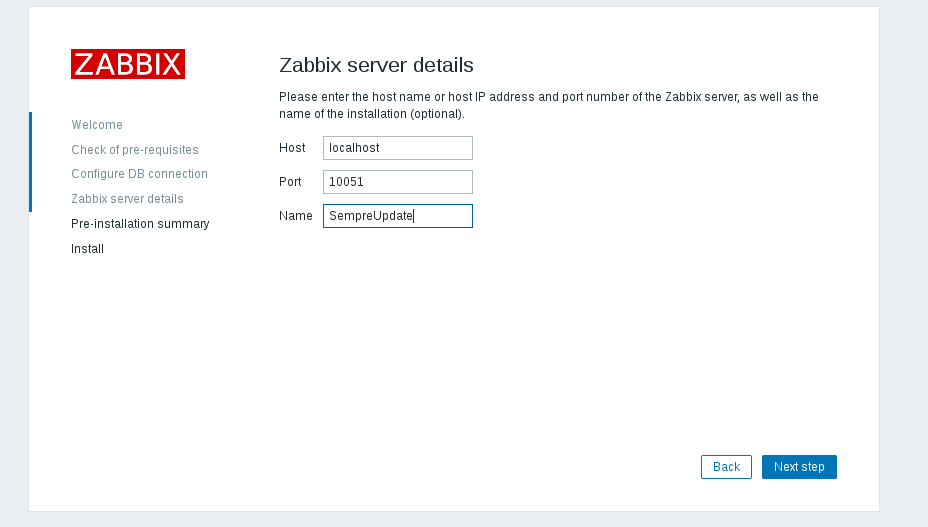 ZABBIX
Welcome
Check of pre-requisites
Configure DB connection
Zabbix server details
Pre-installation summary
Install
Zabbix server details
Please enter the host name or host IP address and port number of the Zabbix server, as well as the
name of the installation (optional).
Host localhost
Port 10051
Name SempreUpdate
Back Next step